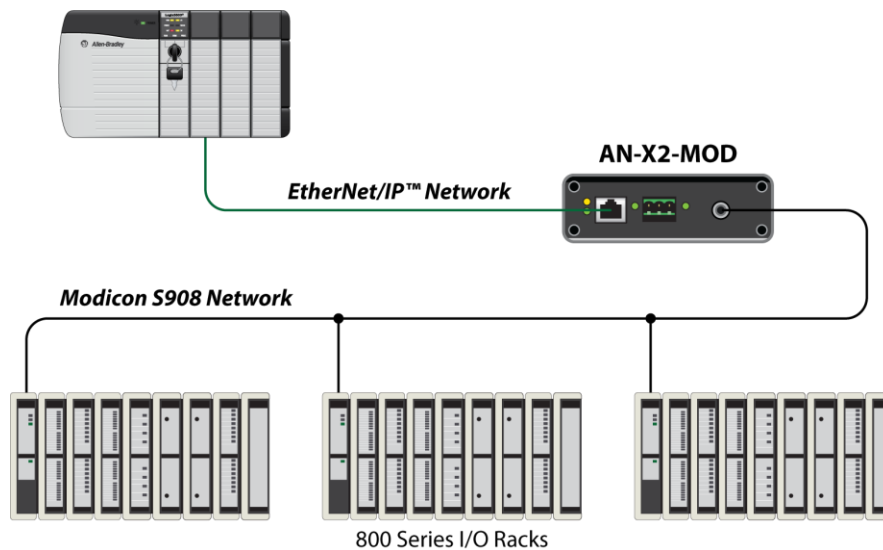 Allen-Bradley
AN-X2-MOD
EtherNet/IP™ Network
Modicon S908 Network
800 Series I/O Racks